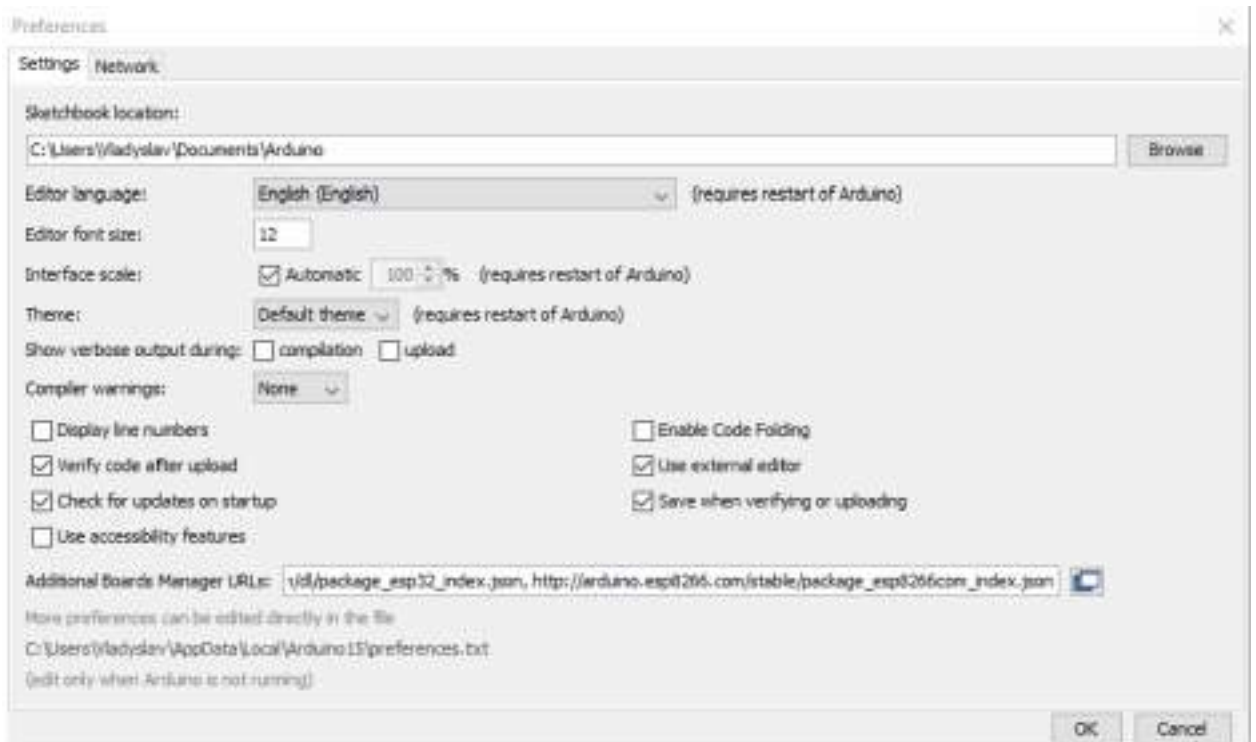 Preferences
Settings Network
Sketchbook location:
C:\Users\Vladyslav\Documents\Arduino Browse
Editor language: English (English) (requires restart of Arduino)
Editor font size: 12
Interface scale: Automatic 100 % (requires restart of Arduino)
Theme: Default theme (requires restart of Arduino)
Show verbose output during: compilation upload
Compiler warnings: None
Display line numbers Enable Code Folding
Verify code after upload Use external editor
Check for updates on startup Save when verifying or uploading
Use accessibility features
Additional Boards Manager URLs: /dl/package_esp32_index.json, http://arduino.esp8266.com/stable/package_esp8266com_index.json
More preferences can be edited directly in the file
C:\Users\Vladyslav\AppData\Local\Arduino15\preferences.txt
(edit only when Arduino is not running)
OK Cancel